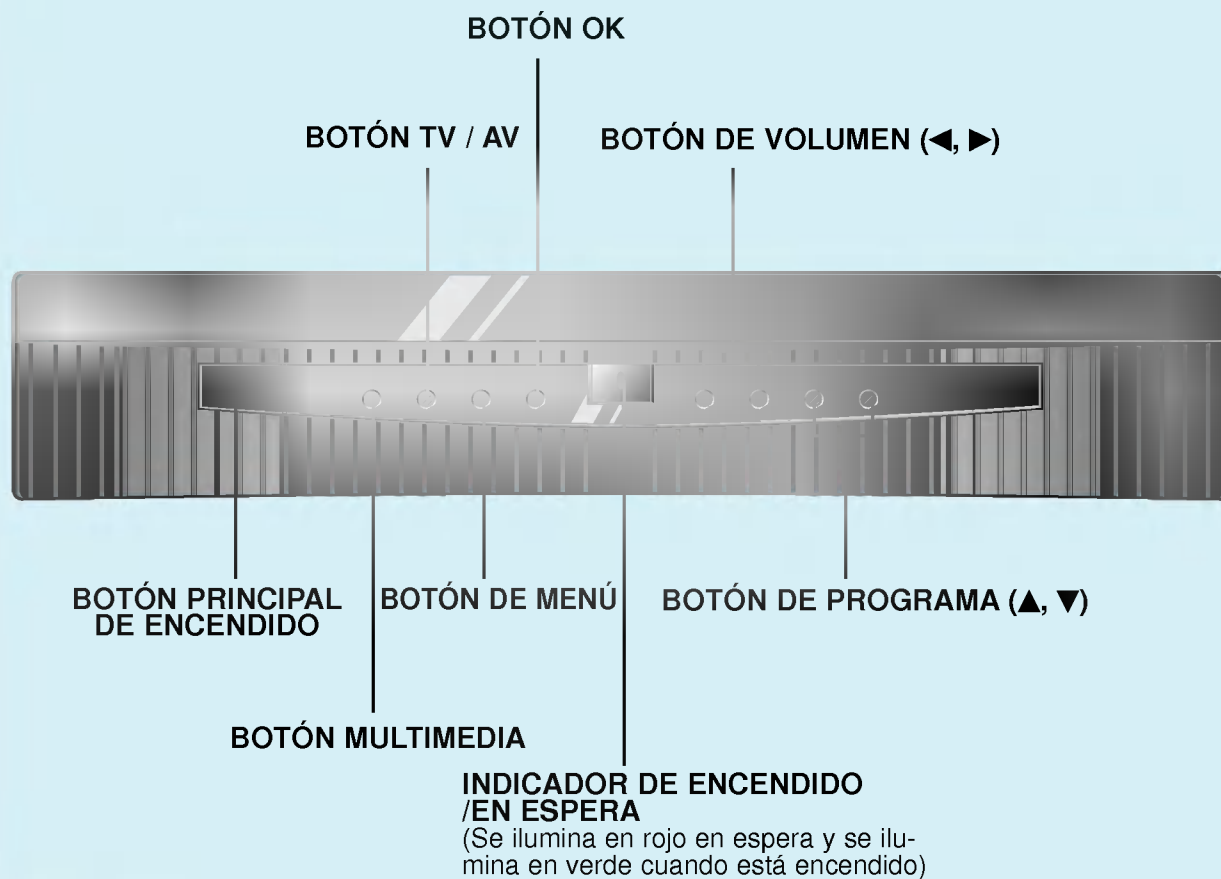 BOTÓN OK
BOTÓN TV / AV
BOTÓN DE VOLUMEN (◀, ▶)
BOTÓN PRINCIPAL
DE ENCENDIDO
BOTÓN DE MENÚ
BOTÓN DE PROGRAMA (▲, ▼)
BOTÓN MULTIMEDIA
INDICADOR DE ENCENDIDO
/EN ESPERA
(Se ilumina en rojo en espera y se ilu-
mina en verde cuando está encendido)